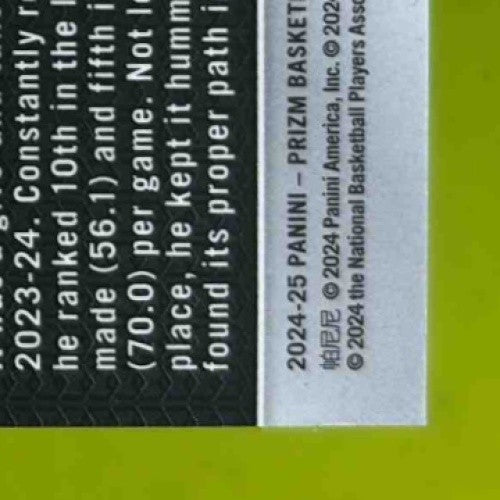 2023-24. Constantly r
he ranked 10th in the
made (56.1) and fifth i
(70.0) per game. Not l
place, he kept it humm
found its proper path i
2024-25 PANINI – PRIZM BASKET
帕尼尼 © 2024 Panini America, Inc. © 202
© 2024 the National Basketball Players Asso